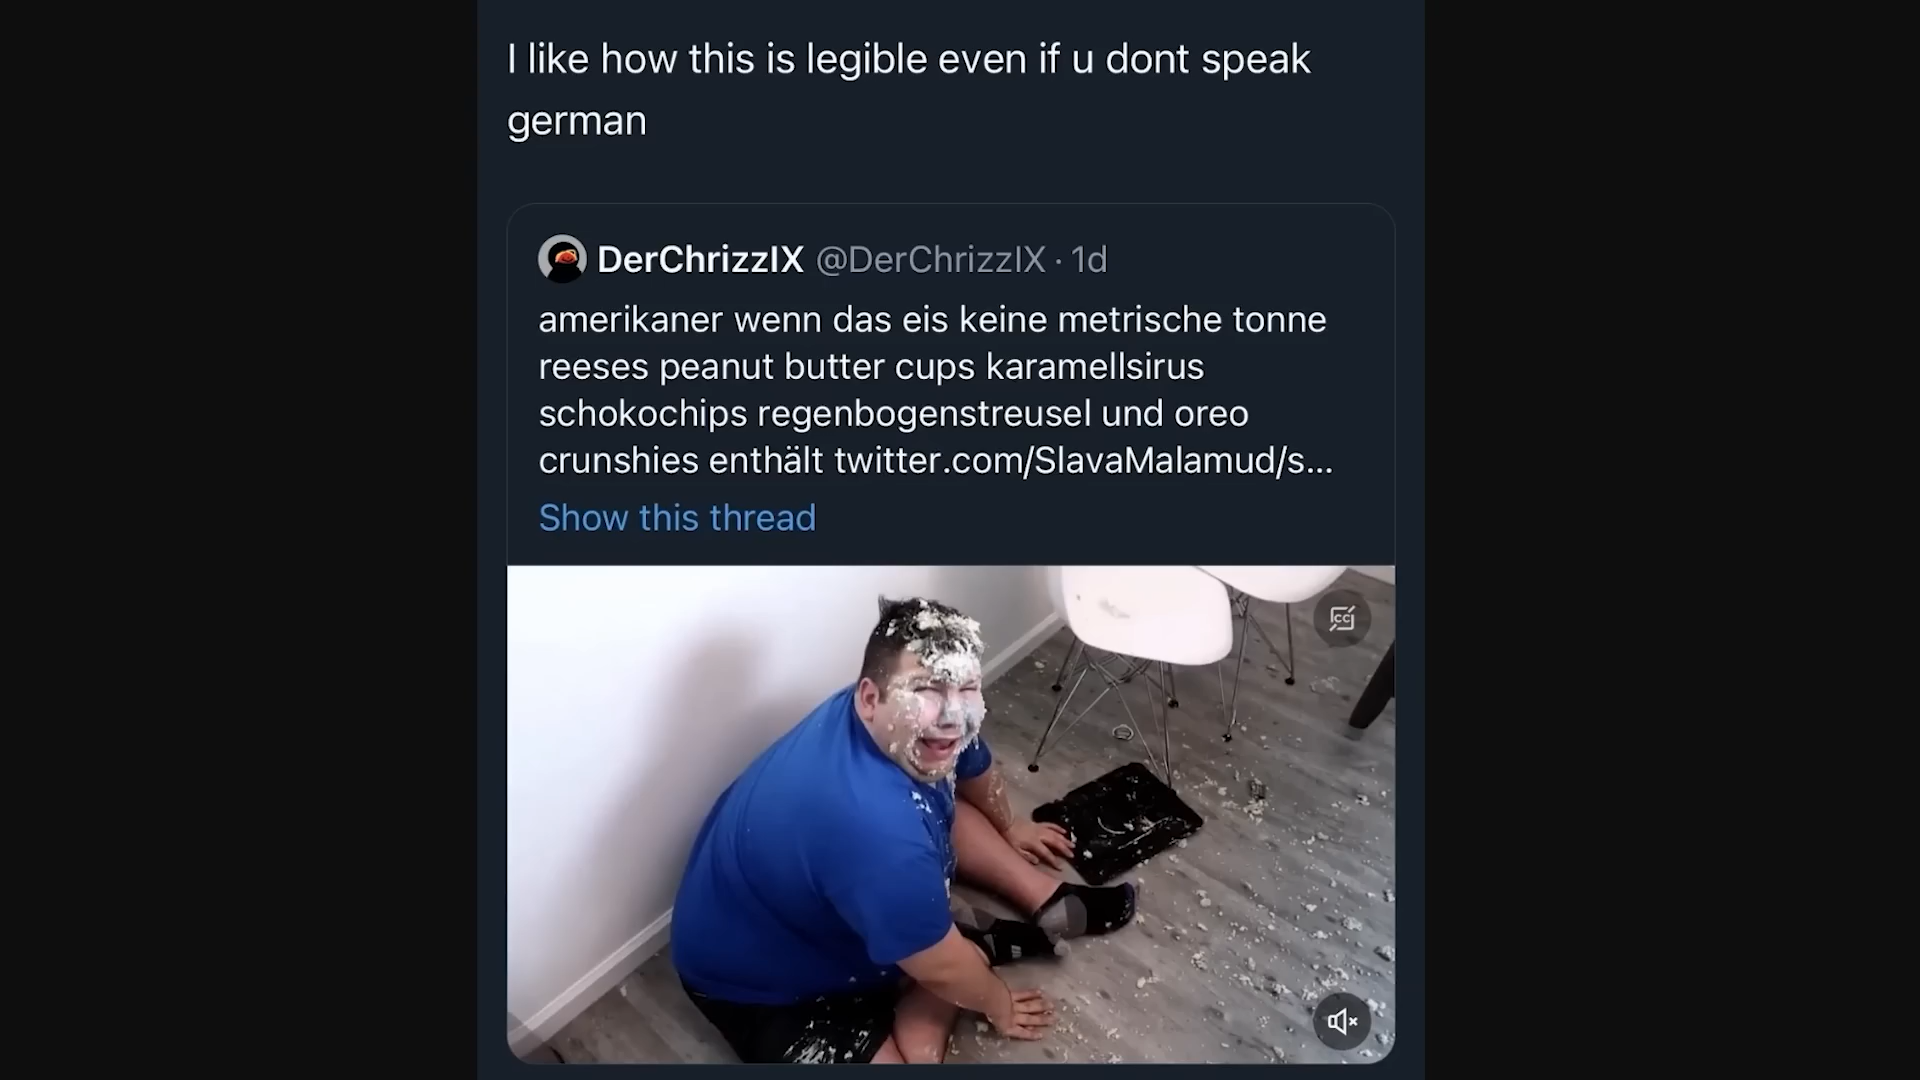 I like how this is legible even if u dont speak
german
DerChrizzIX @DerChrizzIX · 1d
amerikaner wenn das eis keine metrische tonne
reeses peanut butter cups karamellsirus
schokochips regenbogenstreusel und oreo
crunshies enthält twitter.com/SlavaMalamud/s...
Show this thread
CC